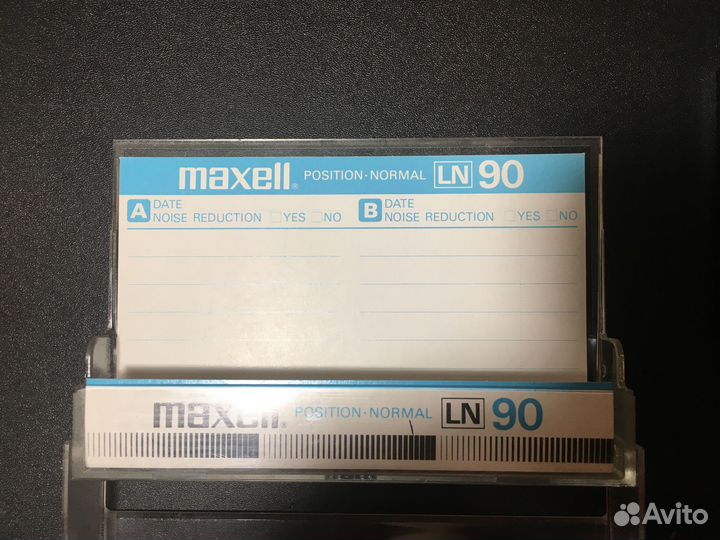 maxell® POSITION·NORMAL LN 90
A DATE
NOISE REDUCTION YES NO
B DATE
NOISE REDUCTION YES NO
maxell® POSITION·NORMAL LN 90
Avito